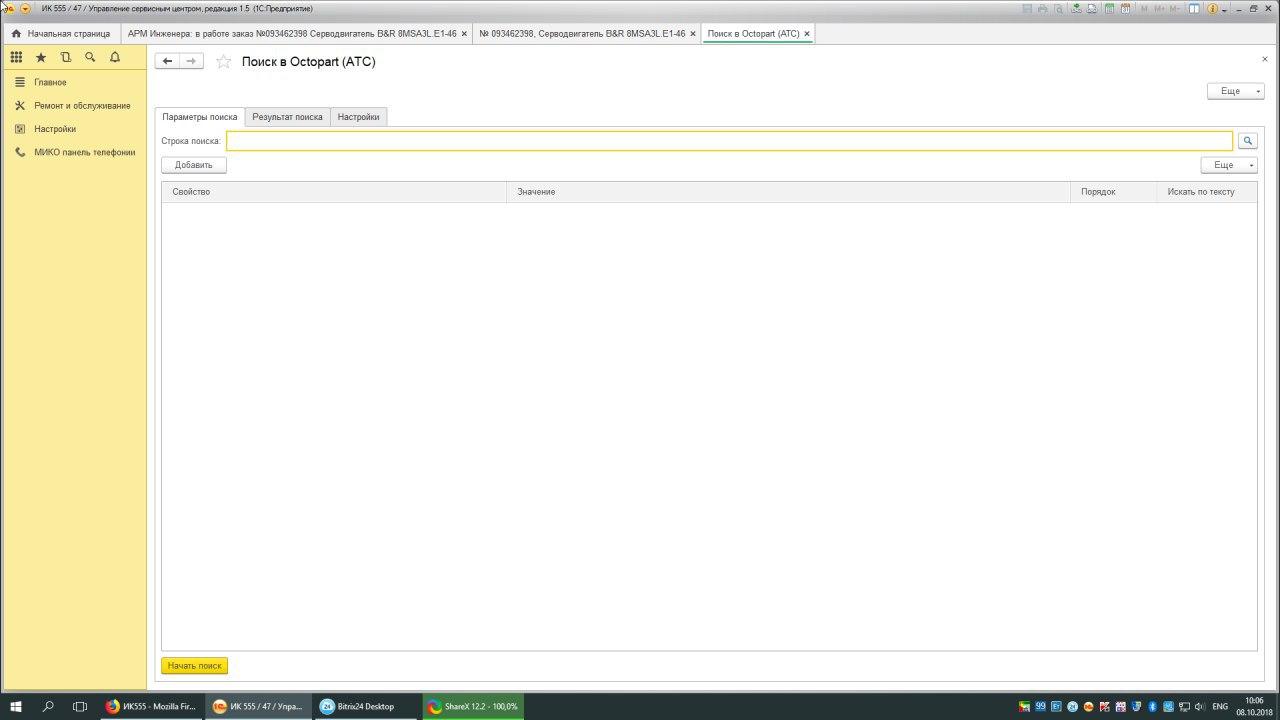 ИК 555 / 47 / Управление сервисным центром, редакция 1.5 (1С:Предприятие)
M M+ M-
Начальная страница
АРМ Инженера: в работе заказ №093462398 Серводвигатель B&R 8MSA3L.E1-46 ×
№ 093462398, Серводвигатель B&R 8MSA3L.E1-46 ×
Поиск в Octopart (АТС) ×
Главное
Ремонт и обслуживание
Настройки
МИКО панель телефонии
Поиск в Octopart (АТС)
Еще
Параметры поиска
Результат поиска
Настройки
Строка поиска:
Добавить
Еще
Свойство
Значение
Порядок
Искать по тексту
Начать поиск
ИК555 - Mozilla Fir...
ИК 555 / 47 / Упра...
24 Bitrix24 Desktop
ShareX 12.2 - 100,0%
99
ENG
10:06
08.10.2018